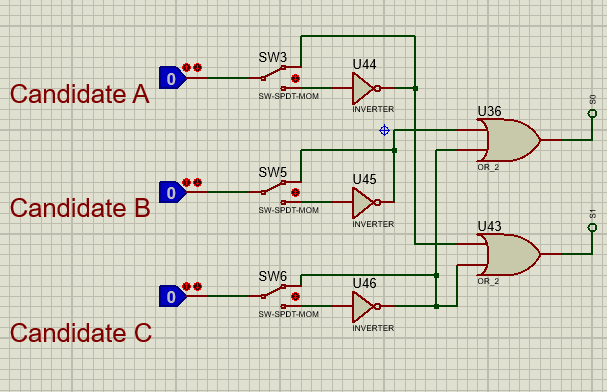 SW3
U44
0
Candidate A
SW-SPDT-MOM
INVERTER
S0
U36
OR_2
SW5
U45
0
Candidate B
SW-SPDT-MOM
INVERTER
S1
U43
OR_2
SW6
U46
0
Candidate C
SW-SPDT-MOM
INVERTER